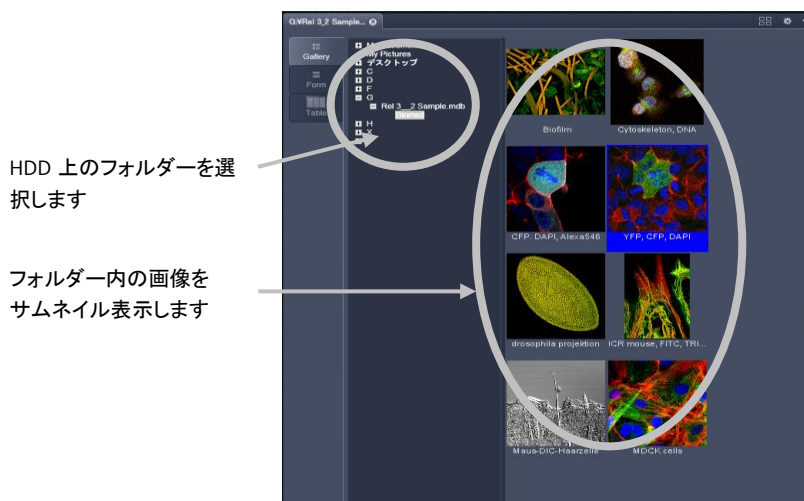 G:¥Rel 3_2 Sample...
Gallery
Form
Table
My Pictures
デスクトップ
C
D
F
G
Rel 3__2 Sample.mdb
Biomed
H
X
HDD 上のフォルダーを選
択します
フォルダー内の画像を
サムネイル表示します
Biofilm
Cytoskeleton, DNA
CFP. DAPI, Alexa546
YFP, CFP, DAPI
drosophila projektion
ICR mouse, FITC, TRI...
Maus-DIC-Haarzelle
MDCK cells